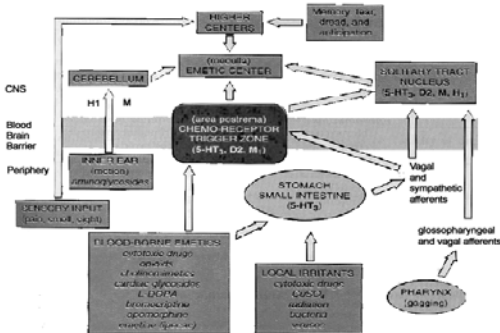 HIGHER
CENTERS
Memory, fear,
dread, and
anticipation
(medulla)
EMETIC CENTER
CEREBELLUM
SOLITARY TRACT
NUCLEUS
(5-HT3, D2, M, H1)
CNS
H1 M
Blood
Brain
Barrier
(area postrema)
CHEMO-RECEPTOR
TRIGGER ZONE
(5-HT3, D2, M1)
Periphery
INNER EAR
(motion)
aminoglycosides
Vagal
and
sympathetic
afferents
STOMACH
SMALL INTESTINE
(5-HT3)
SENSORY INPUT
(pain, smell, sight)
glossopharyngeal
and vagal afferents
BLOOD-BORNE EMETICS
cytotoxic drugs
opioids
cholinomimetics
cardiac glycosides
L-DOPA
bromocriptine
apomorphine
emetine (ipecac)
LOCAL IRRITANTS
cytotoxic drugs
CuSO4
radiation
bacteria
viruses
PHARYNX
(gagging)